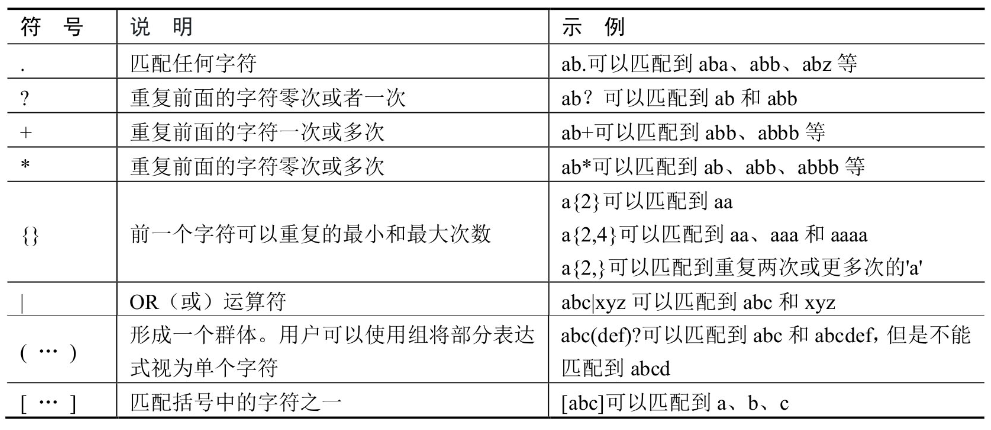 符 号 说 明 示 例
. 匹配任何字符 ab.可以匹配到 aba、abb、abz 等
? 重复前面的字符零次或者一次 ab？可以匹配到 ab 和 abb
+ 重复前面的字符一次或多次 ab+可以匹配到 abb、abbb 等
* 重复前面的字符零次或多次 ab*可以匹配到 ab、abb、abbb 等
{} 前一个字符可以重复的最小和最大次数 a{2}可以匹配到 aa
a{2,4}可以匹配到 aa、aaa 和 aaaa
a{2,}可以匹配到重复两次或更多次的'a'
| OR（或）运算符 abc|xyz 可以匹配到 abc 和 xyz
( … ) 形成一个群体。用户可以使用组将部分表达 abc(def)?可以匹配到 abc 和 abcdef，但是不能
式视为单个字符 匹配到 abcd
[ … ] 匹配括号中的字符之一 [abc]可以匹配到 a、b、c